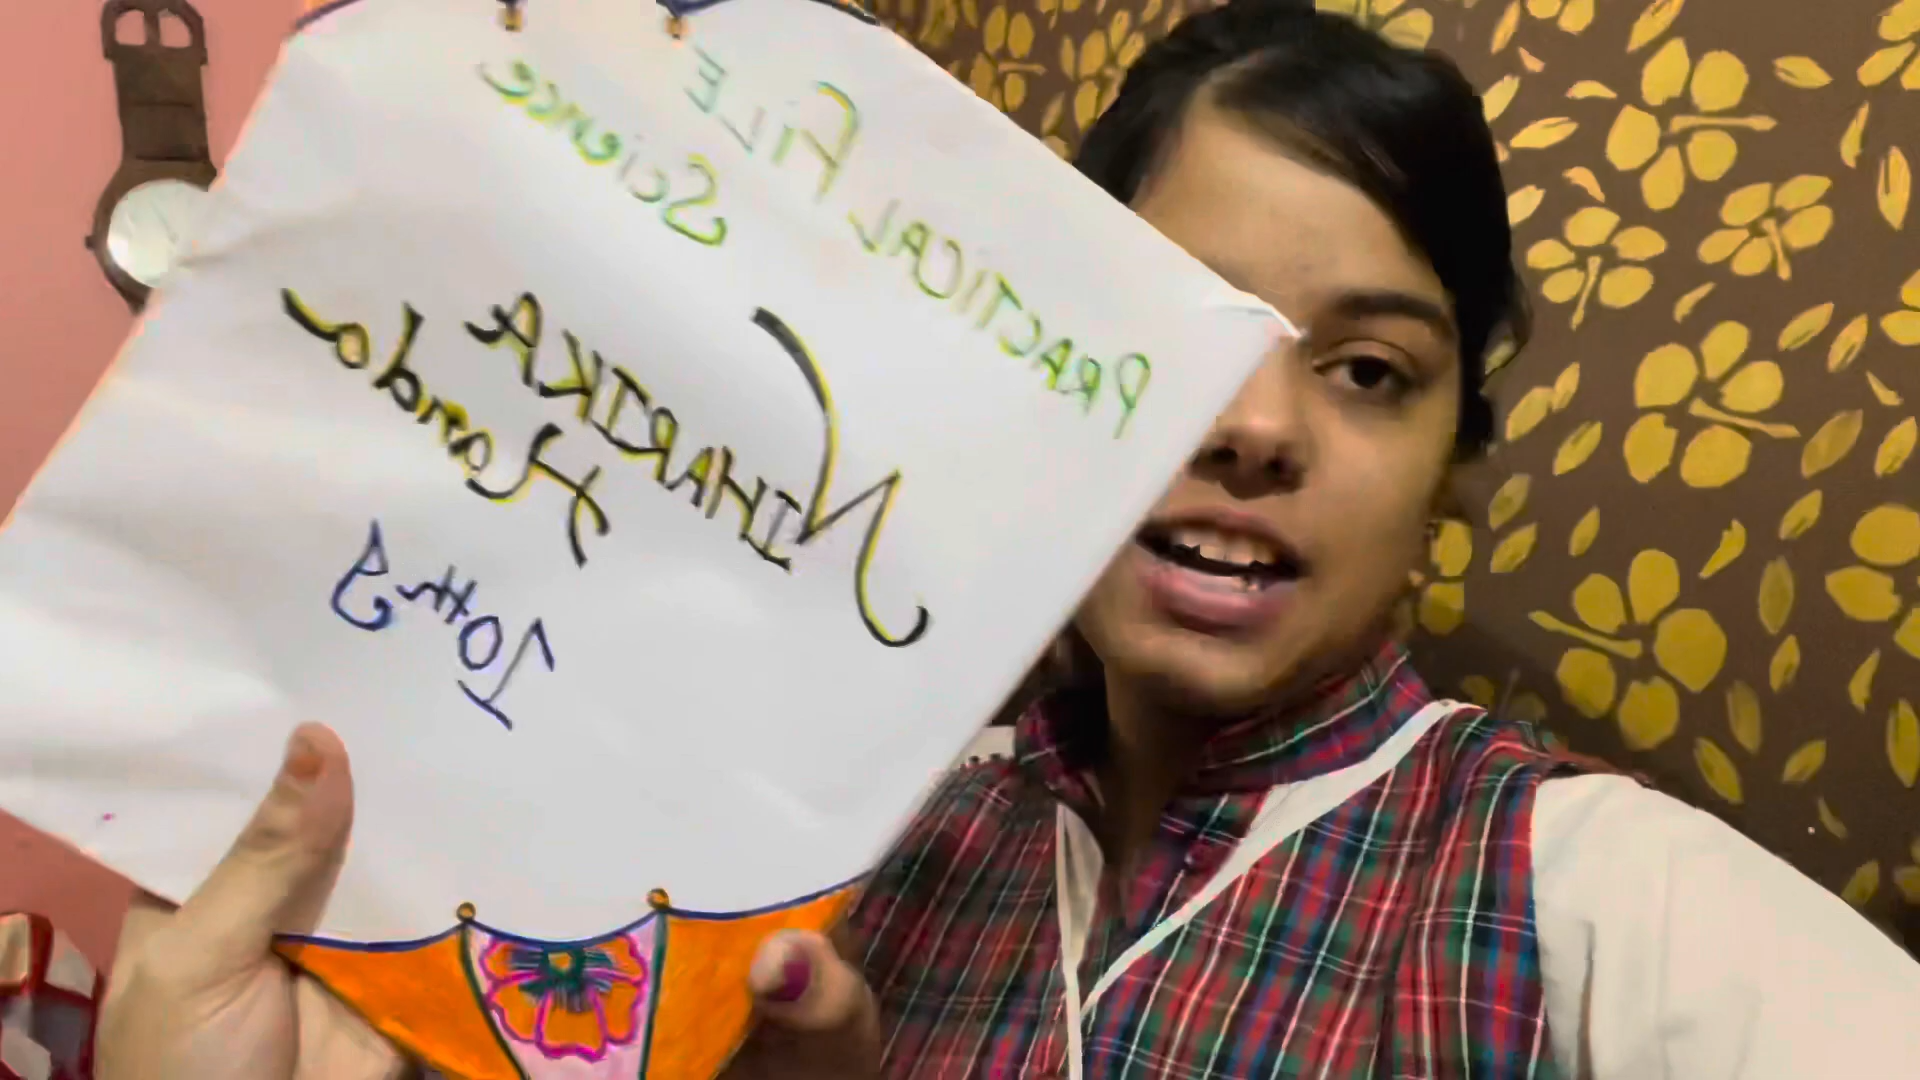 PRACTICAL FiLE
Science
NIHARIKA
Handa
10th